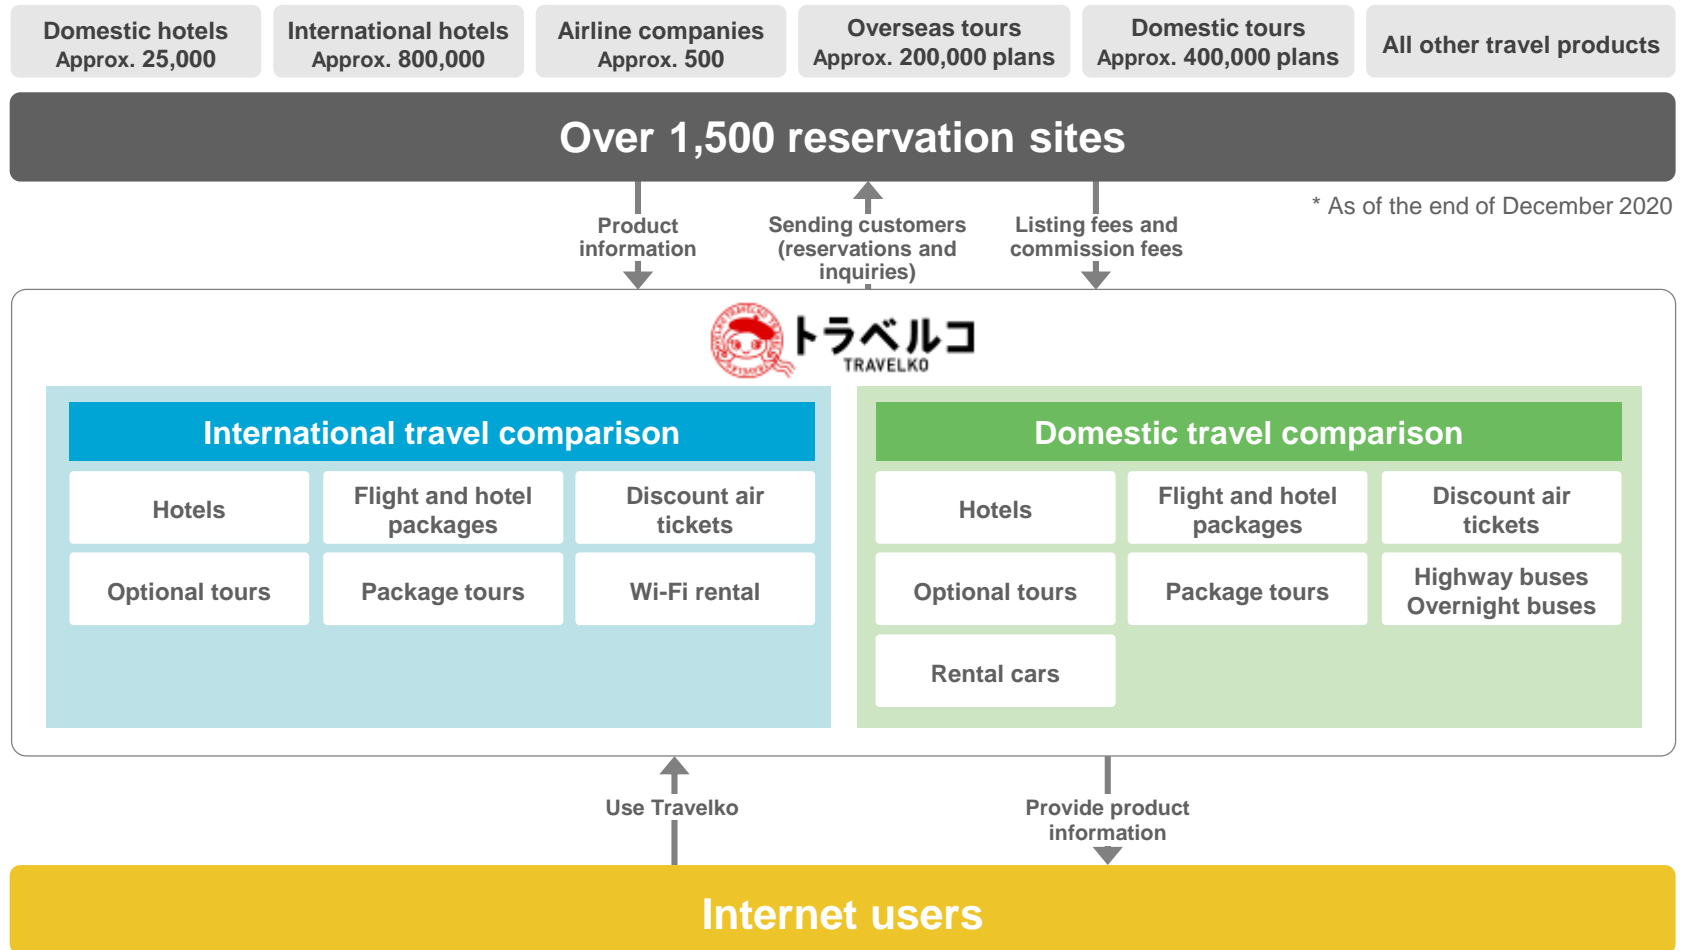 Domestic hotels
Approx. 25,000
International hotels
Approx. 800,000
Airline companies
Approx. 500
Overseas tours
Approx. 200,000 plans
Domestic tours
Approx. 400,000 plans
All other travel products
Over 1,500 reservation sites
* As of the end of December 2020
Product
information
Sending customers
(reservations and
inquiries)
Listing fees and
commission fees
トラベルコ
TRAVELKO
International travel comparison
Hotels
Flight and hotel
packages
Discount air
tickets
Optional tours
Package tours
Wi-Fi rental
Domestic travel comparison
Hotels
Flight and hotel
packages
Discount air
tickets
Optional tours
Package tours
Highway buses
Overnight buses
Rental cars
Use Travelko
Provide product
information
Internet users